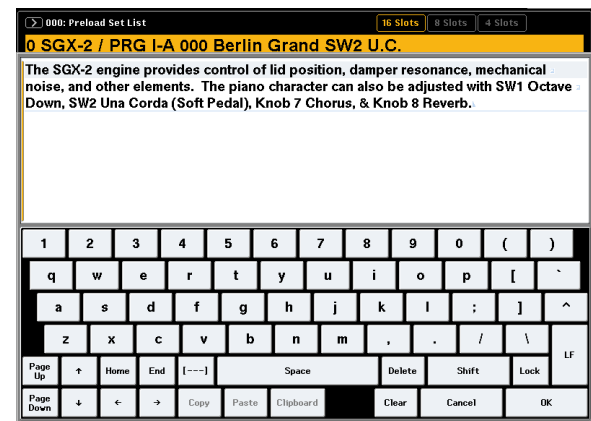 000: Preload Set List
16 Slots 8 Slots 4 Slots
0 SGX-2 / PRG I-A 000 Berlin Grand SW2 U.C.
The SGX-2 engine provides control of lid position, damper resonance, mechanical
noise, and other elements.  The piano character can also be adjusted with SW1 Octave
Down, SW2 Una Corda (Soft Pedal), Knob 7 Chorus, & Knob 8 Reverb.
1 2 3 4 5 6 7 8 9 0 ( )
q w e r t y u i o p [ `
a s d f g h j k l ; ] ^
z x c v b n m , . / \
LF
Page Up ↑ Home End [---] Space Delete Shift Lock
Page Down ↓ ← → Copy Paste Clipboard Clear Cancel OK